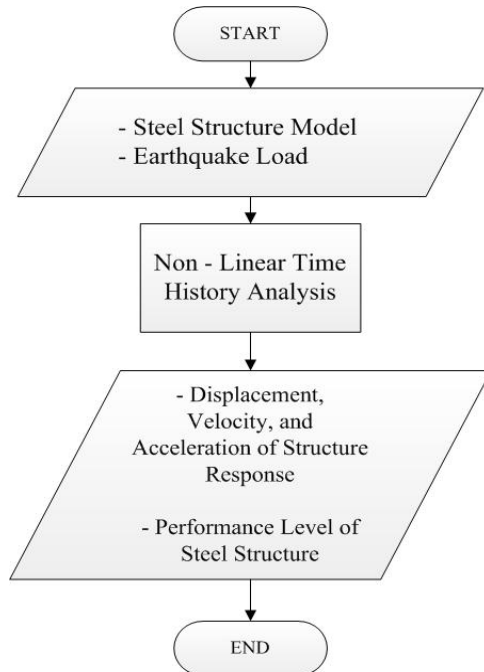 START
- Steel Structure Model
- Earthquake Load
Non - Linear Time
History Analysis
- Displacement,
Velocity, and
Acceleration of Structure
Response
- Performance Level of
Steel Structure
END